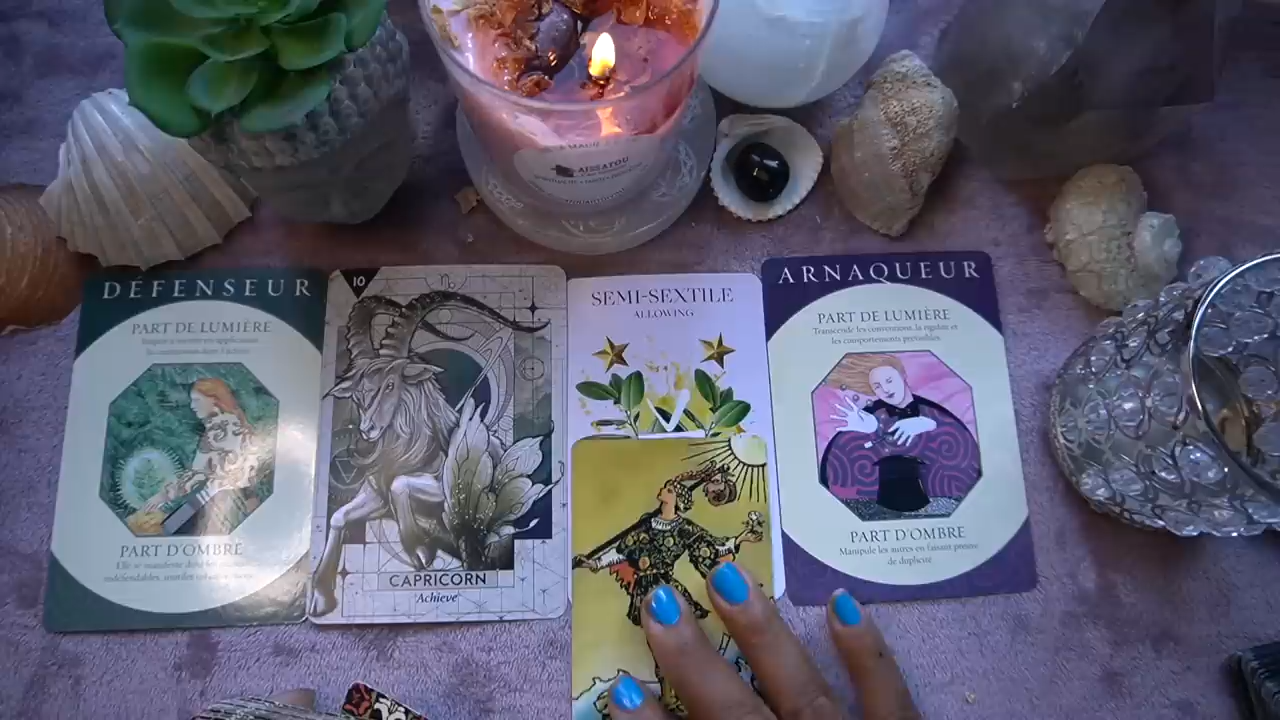 AISSATOU
DÉFENSEUR
PART DE LUMIÈRE
PART D'OMBRE
10
CAPRICORN
Achieve
SEMI-SEXTILE
ALLOWING
ARNAQUEUR
PART DE LUMIÈRE
Transcende les conventions, la rigidité et
les comportements prévisibles.
PART D'OMBRE
Manipule les autres en faisant preuve
de duplicité